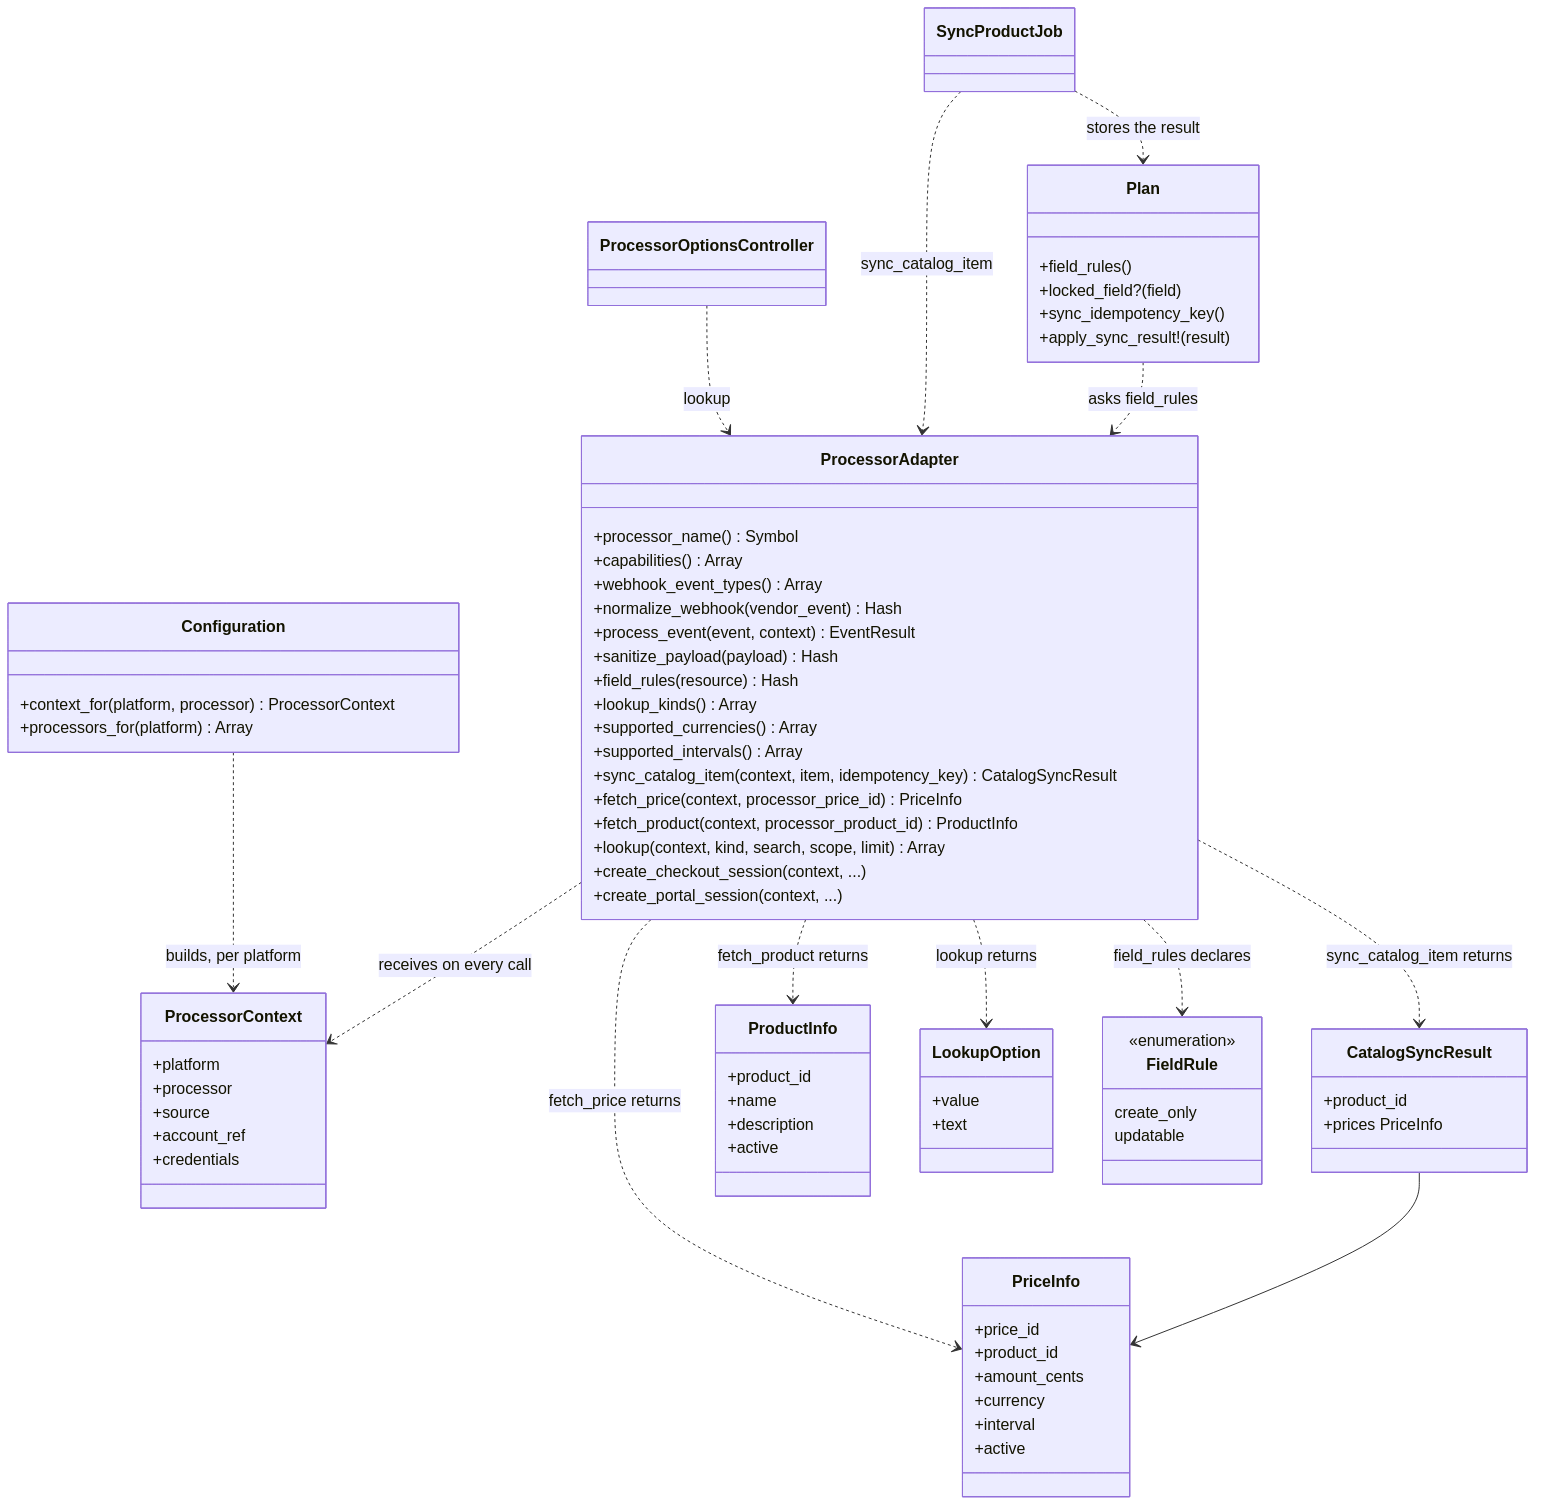 SyncProductJob
stores the result
Plan
+field_rules()
+locked_field?(field)
+sync_idempotency_key()
+apply_sync_result!(result)
ProcessorOptionsController
sync_catalog_item
lookup
asks field_rules
ProcessorAdapter
+processor_name() : Symbol
+capabilities() : Array
+webhook_event_types() : Array
+normalize_webhook(vendor_event) : Hash
+process_event(event, context) : EventResult
+sanitize_payload(payload) : Hash
+field_rules(resource) : Hash
+lookup_kinds() : Array
+supported_currencies() : Array
+supported_intervals() : Array
+sync_catalog_item(context, item, idempotency_key) : CatalogSyncResult
+fetch_price(context, processor_price_id) : PriceInfo
+fetch_product(context, processor_product_id) : ProductInfo
+lookup(context, kind, search, scope, limit) : Array
+create_checkout_session(context, ...)
+create_portal_session(context, ...)
Configuration
+context_for(platform, processor) : ProcessorContext
+processors_for(platform) : Array
builds, per platform
receives on every call
fetch_product returns
lookup returns
field_rules declares
sync_catalog_item returns
ProcessorContext
+platform
+processor
+source
+account_ref
+credentials
fetch_price returns
ProductInfo
+product_id
+name
+description
+active
LookupOption
+value
+text
«enumeration»
FieldRule
create_only
updatable
CatalogSyncResult
+product_id
+prices PriceInfo
PriceInfo
+price_id
+product_id
+amount_cents
+currency
+interval
+active